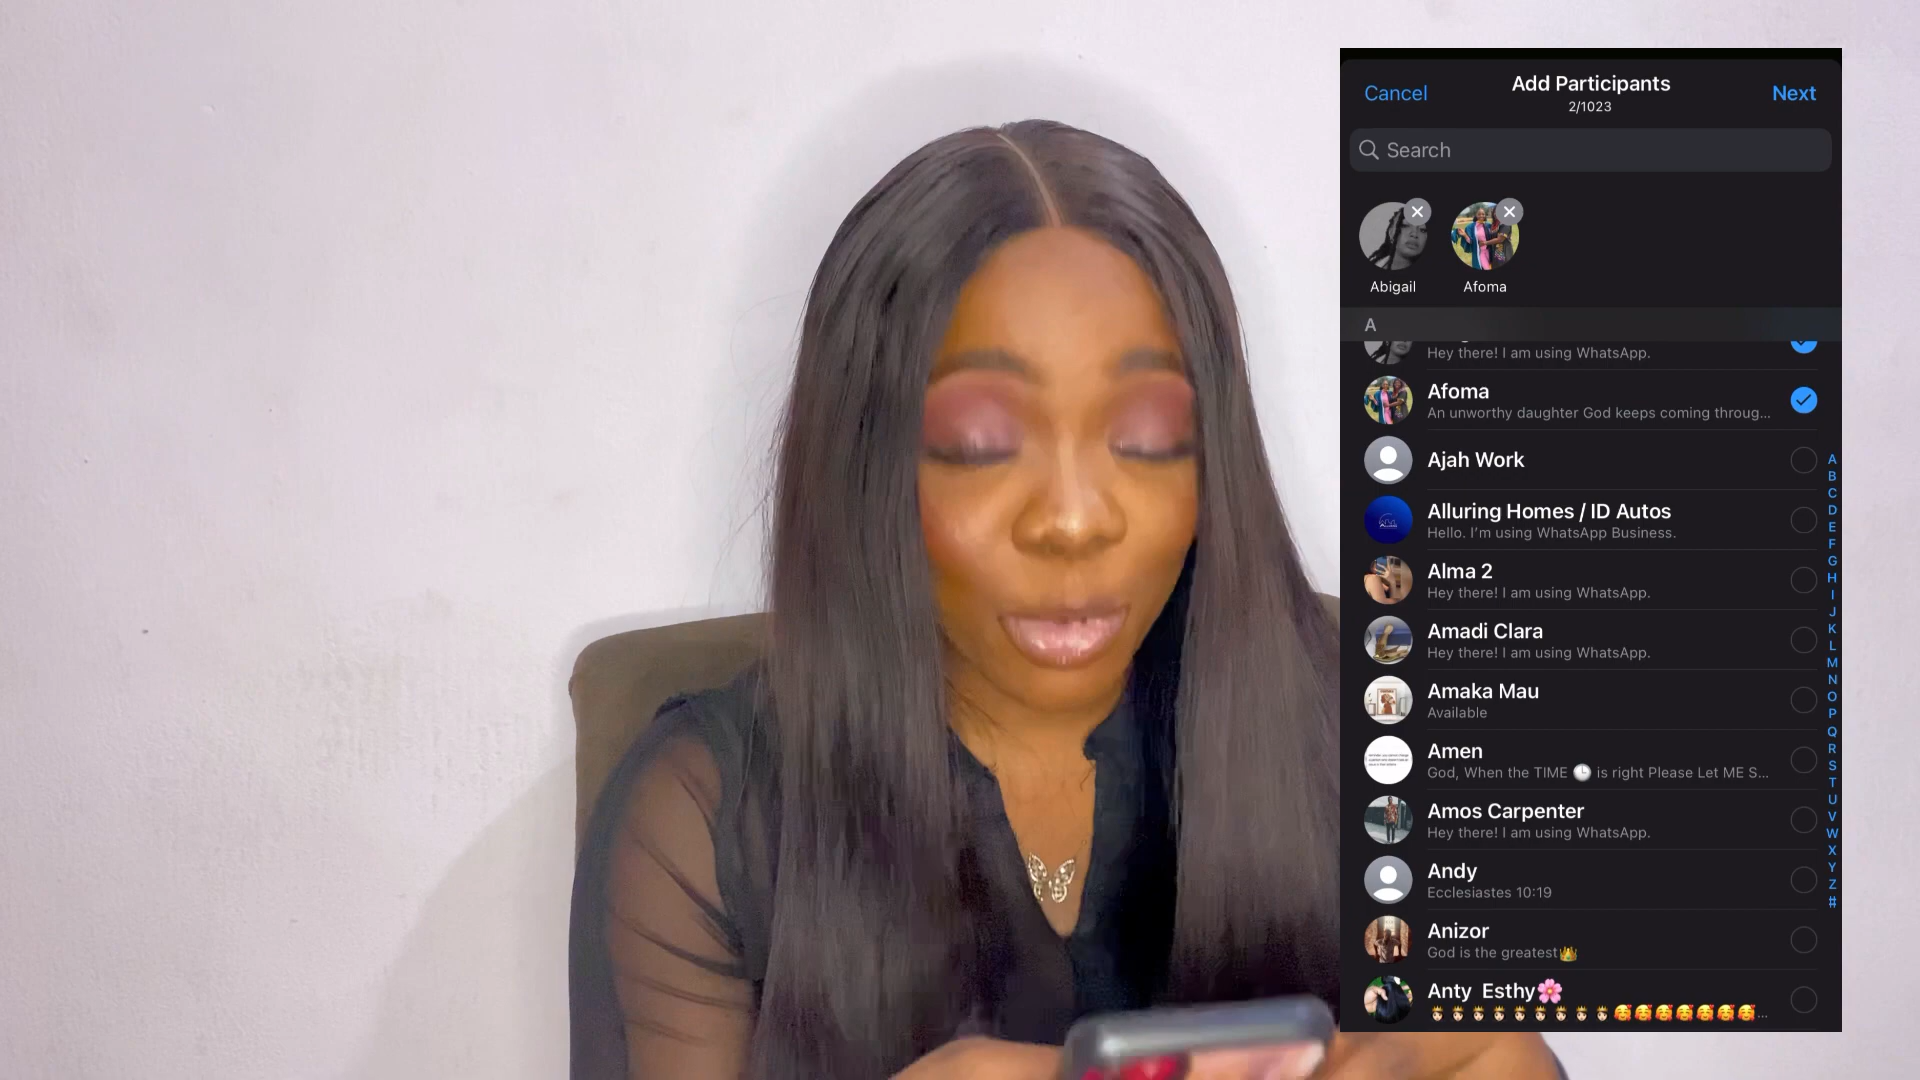 Cancel
Add Participants
Next
2/1023
Search
Abigail
Afoma
A
Hey there! I am using WhatsApp.
Afoma
An unworthy daughter God keeps coming throug...
Ajah Work
Alluring Homes / ID Autos
Hello. I'm using WhatsApp Business.
Alma 2
Hey there! I am using WhatsApp.
Amadi Clara
Hey there! I am using WhatsApp.
Amaka Mau
Available
Amen
God, When the TIME 🕒 is right Please Let ME S...
Amos Carpenter
Hey there! I am using WhatsApp.
Andy
Ecclesiastes 10:19
Anizor
God is the greatest👑
Anty Esthy🌸
👸🏻👸🏻👸🏻👸🏻👸🏻👸🏻👸🏻👸🏻👸🏻🥰🥰🥰🥰🥰🥰🥰...
A
B
C
D
E
F
G
H
I
J
K
L
M
N
O
P
Q
R
S
T
U
V
W
X
Y
Z
#